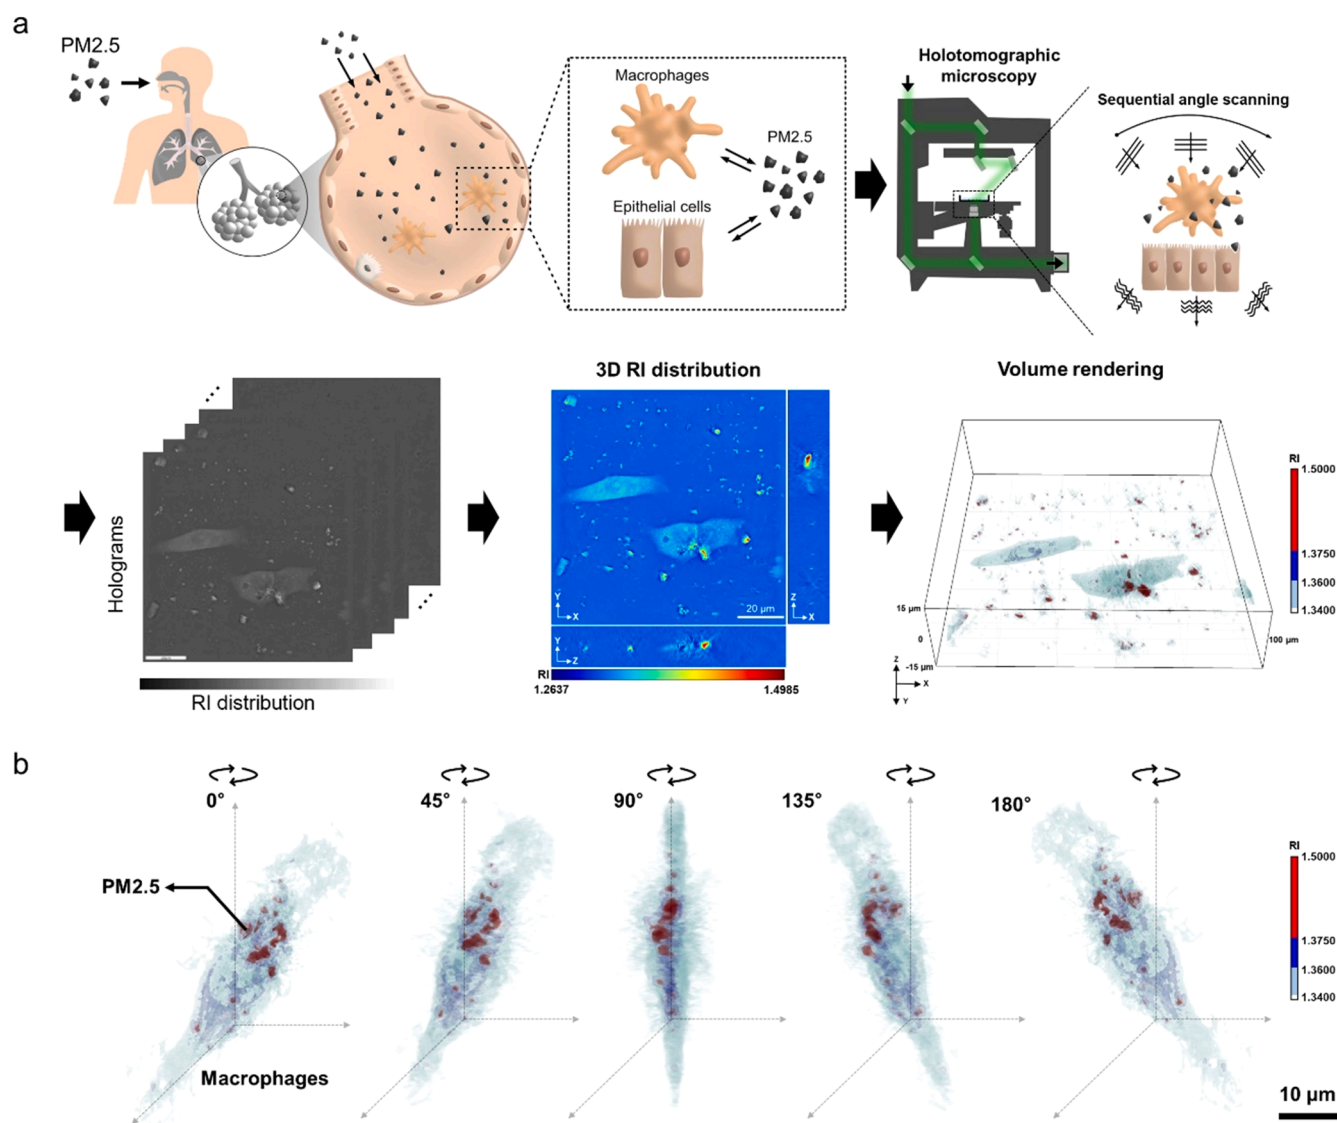 a
PM2.5
Macrophages
PM2.5
Epithelial cells
Holotomographic
microscopy
Sequential angle scanning
Holograms
RI distribution
3D RI distribution
Y
X
20 μm
Z
X
Y
Z
RI
1.2637
1.4985
Volume rendering
RI
1.5000
1.3750
1.3600
1.3400
15 μm
0
-15 μm
100 μm
Z
X
Y
b
0°
45°
90°
135°
180°
PM2.5
Macrophages
RI
1.5000
1.3750
1.3600
1.3400
10 μm